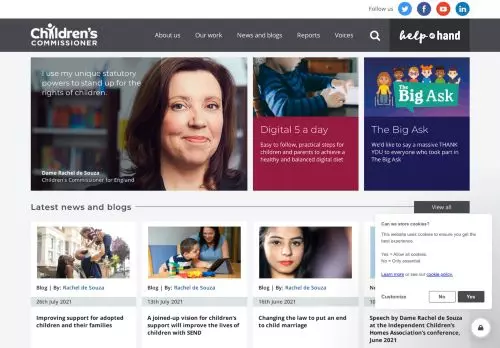 Follow us
Children's
COMMISSIONER
About us
Our work
News and blogs
Reports
Voices
help at hand
I use my unique statutory
powers to stand up for the
rights of children.
Dame Rachel de Souza
Children's Commissioner for England
Digital 5 a day
Easy to follow, practical steps for
children and parents to achieve a
healthy and balanced digital diet
The
Big Ask
The Big Ask
We'd like to say a massive THANK
YOU to everyone who took part in
The Big Ask
Latest news and blogs
View all
Blog | By: Rachel de Souza
26th July 2021
Improving support for adopted
children and their families
Blog | By: Rachel de Souza
13th July 2021
A joined-up vision for children's
support will improve the lives of
children with SEND
Blog | By: Rachel de Souza
16th June 2021
Changing the law to put an end
to child marriage
Speech by Dame Rachel de Souza
at the Independent Children's
Homes Association's conference,
June 2021
Can we store cookies?
This website uses cookies to ensure you get the
best experience.
Yes = Allow all cookies.
No = Only essential.
Learn more or see our cookie policy.
Customise
No
Yes